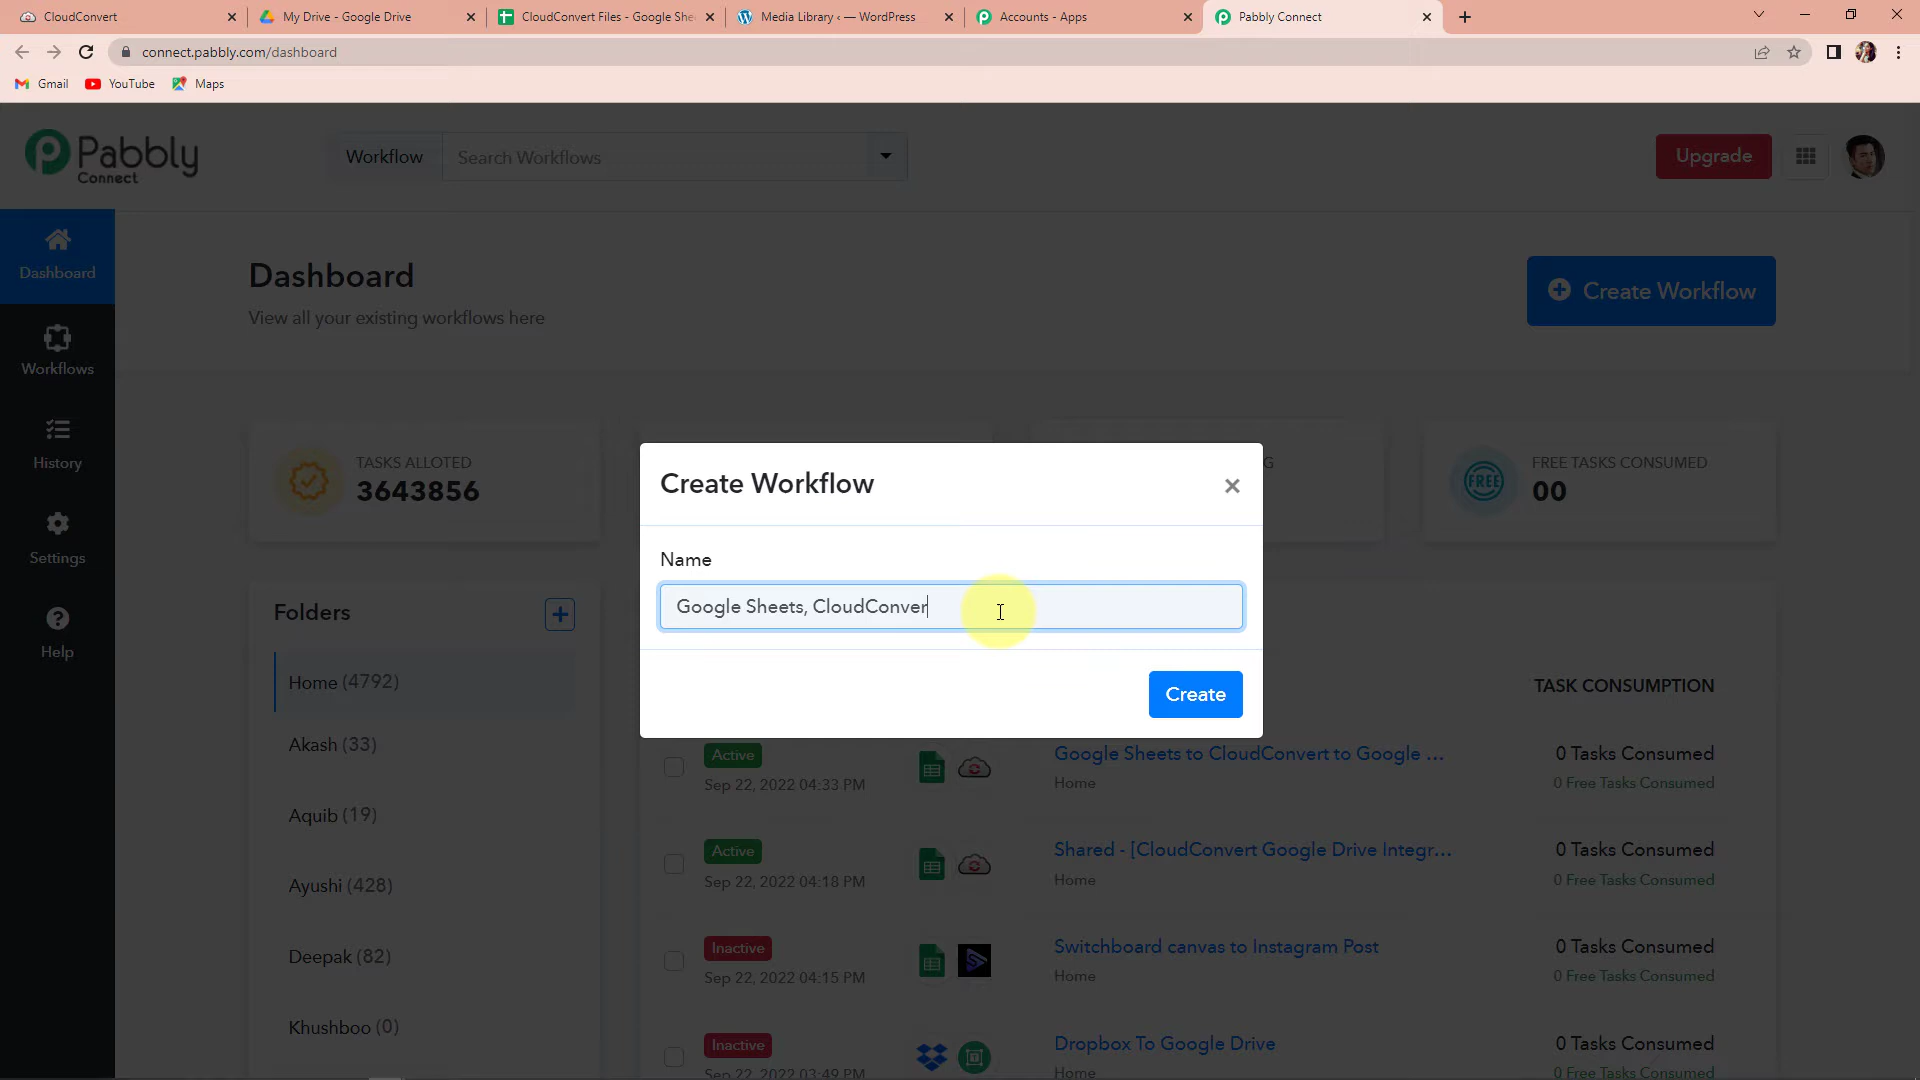 CloudConvert
My Drive - Google Drive
CloudConvert Files - Google She
Media Library ‹ — WordPress
Accounts - Apps
Pabbly Connect
connect.pabbly.com/dashboard
Gmail
YouTube
Maps
Pabbly
Connect
Workflow
Search Workflows
Upgrade
Dashboard
Workflows
History
Settings
Help
Dashboard
View all your existing workflows here
Create Workflow
TASKS ALLOTED
3643856
G
FREE
FREE TASKS CONSUMED
00
Create Workflow
Name
Google Sheets, CloudConver
Create
Folders
Home (4792)
Akash (33)
Aquib (19)
Ayushi (428)
Deepak (82)
Khushboo (0)
TASK CONSUMPTION
Active
Sep 22, 2022 04:33 PM
Google Sheets to CloudConvert to Google ...
Home
0 Tasks Consumed
0 Free Tasks Consumed
Active
Sep 22, 2022 04:18 PM
Shared - [CloudConvert Google Drive Integr...
Home
0 Tasks Consumed
0 Free Tasks Consumed
Inactive
Sep 22, 2022 04:15 PM
Switchboard canvas to Instagram Post
Home
0 Tasks Consumed
0 Free Tasks Consumed
Inactive
Sep 22, 2022 03:49 PM
Dropbox To Google Drive
Home
0 Tasks Consumed
0 Free Tasks Consumed